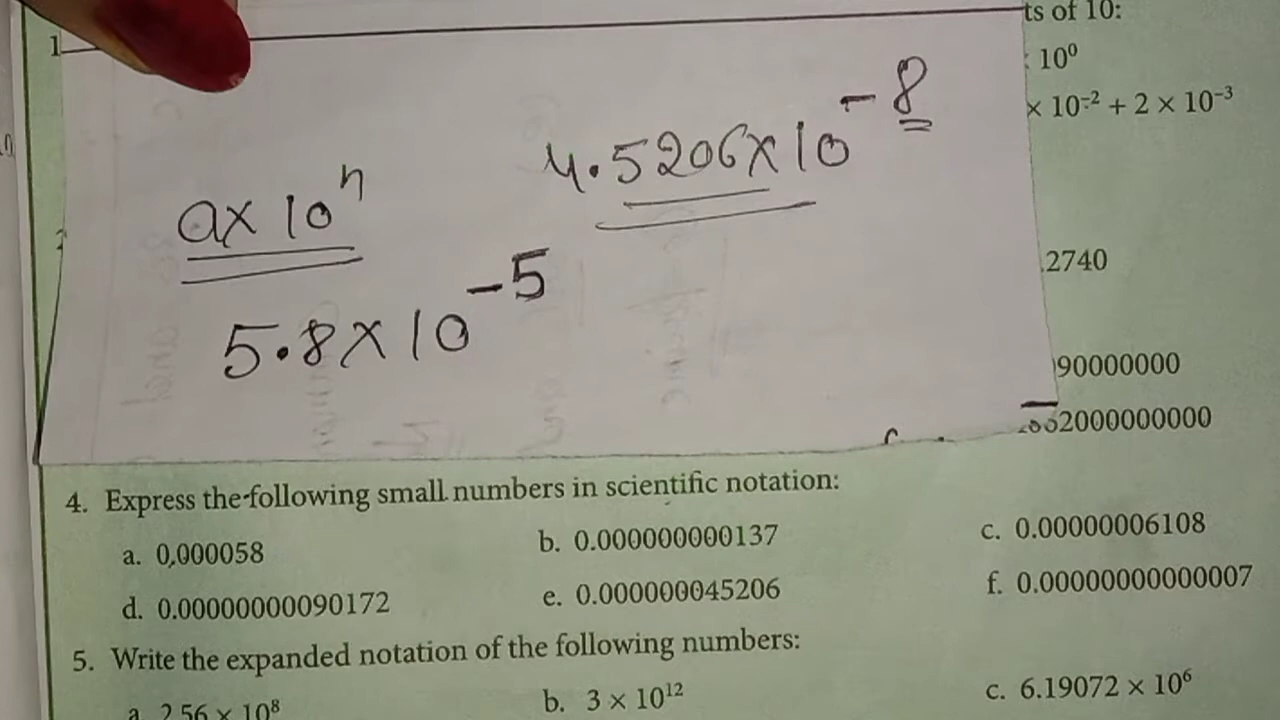 ts of 10:
1
10⁰
× 10⁻² + 2 × 10⁻³
4.5206×10⁻⁸
a×10ⁿ
2740
5.8×10⁻⁵
90000000
2000000000
4. Express the following small numbers in scientific notation:
a. 0.000058 b. 0.000000000137 c. 0.00000006108
d. 0.00000000090172 e. 0.000000045206 f. 0.00000000000007
5. Write the expanded notation of the following numbers:
a. 2.56 × 10⁸ b. 3 × 10¹² c. 6.19072 × 10⁶